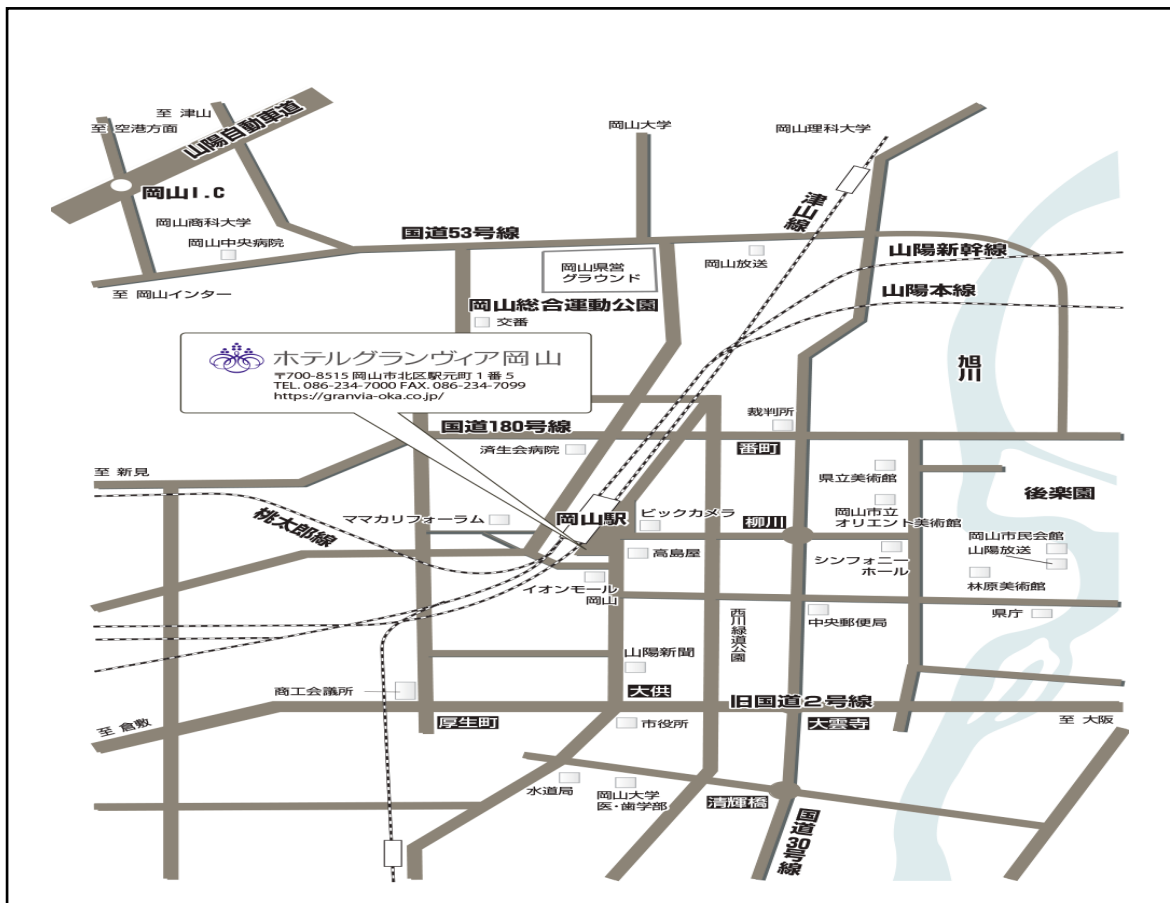 至 津山
至 空港方面
山陽自動車道
岡山I.C
岡山大学
岡山理科大学
津山線
岡山商科大学
岡山中央病院
国道53号線
岡山県営
グラウンド
岡山放送
山陽新幹線
至 岡山インター
岡山総合運動公園
山陽本線
交番
旭川
ホテルグランヴィア岡山
〒700-8515 岡山市北区駅元町1番5
TEL. 086-234-7000 FAX. 086-234-7099
https://granvia-oka.co.jp/
裁判所
国道180号線
済生会病院
番町
至 新見
県立美術館
後楽園
桃太郎線
ママカリフォーラム
岡山駅
ビックカメラ
柳川
岡山市立
オリエント美術館
岡山市民会館
山陽放送
高島屋
シンフォニー
ホール
イオンモール
岡山
林原美術館
西川緑道公園
中央郵便局
県庁
山陽新聞
商工会議所
大供
旧国道2号線
至 倉敷
厚生町
市役所
大雲寺
至 大阪
水道局
岡山大学
医・歯学部
清輝橋
国道30号線